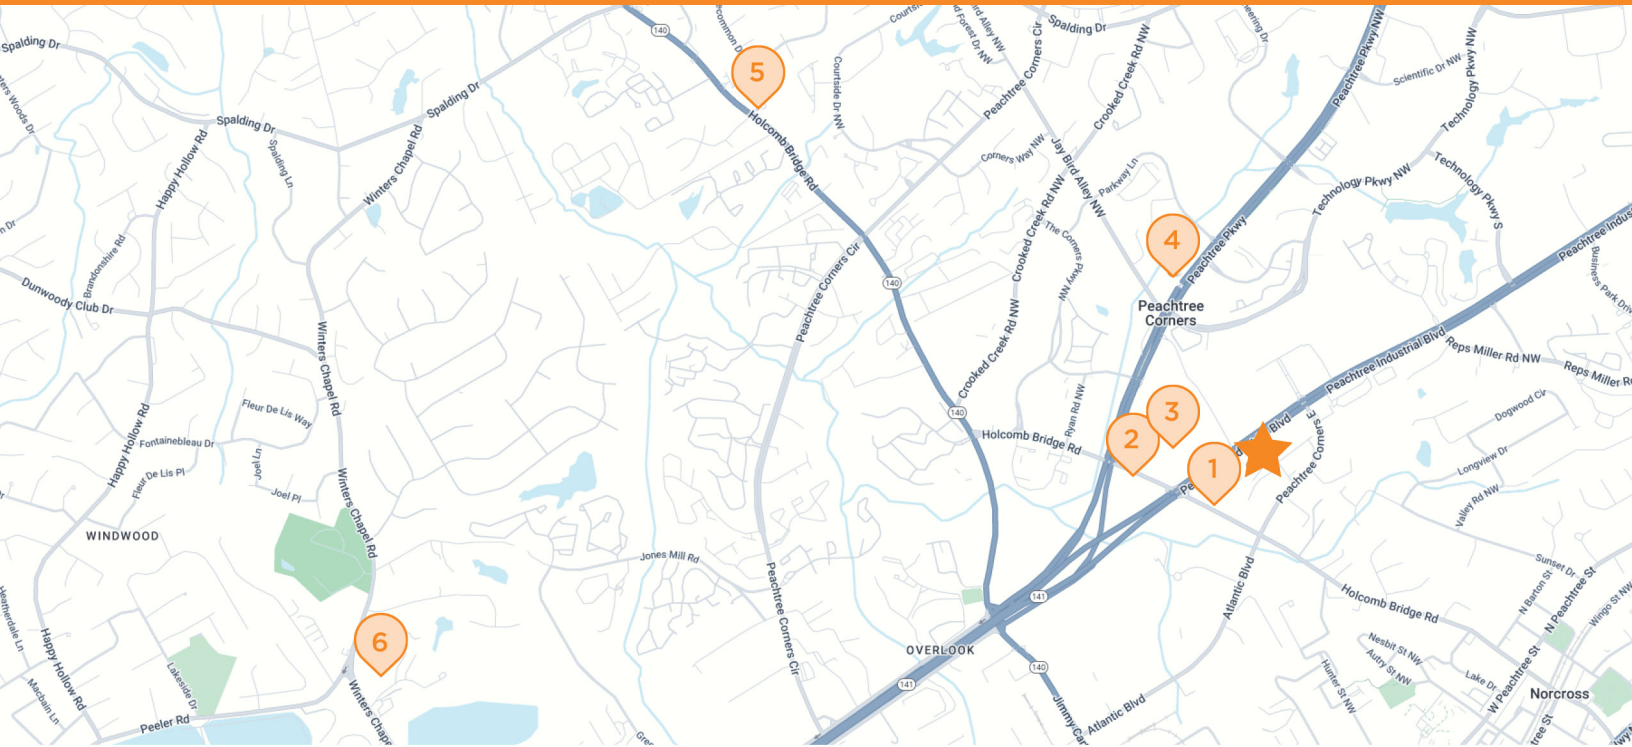 Spalding Dr
Happy Hollow Rd
Spalding Dr
Spalding Ln
Winters Chapel Rd
Spalding Dr
140
5
Holcomb Bridge Rd
Courtside Dr NW
Peachtree Corners Cir
Spalding Dr
Crooked Creek Rd NW
Corners Way NW
Jay Bird Alley NW
Parkway Ln
Peachtree Pkwy NW
Scientific Dr NW
Technology Pkwy NW
Technology Pkwy NW
Technology Pkwy S
Brandonshire Rd
Dunwoody Club Dr
Winters Chapel Rd
Peachtree Corners Cir
140
Crooked Creek Rd NW
The Corners Pkwy NW
4
Peachtree Pkwy
Peachtree
Corners
Crooked Creek Rd NW
Peachtree Industrial Blvd
Reps Miller Rd NW
Reps Miller
Dogwood Cir
Happy Hollow Rd
Fleur De Lis Way
Fontainebleau Dr
Fleur De Lis Pl
Joel Ln
Joel Pl
140
Holcomb Bridge Rd
Ryan Rd NW
2
3
1
Blvd
Peachtree Corners E
Longview Dr
Valley Rd NW
WINDWOOD
Winters Chapel Rd
Jones Mill Rd
Peachtree Corners Cir
141
Atlantic Blvd
Holcomb Bridge Rd
Sunset Dr
N Barton St
N Peachtree St
Wingo St NW
Heatherdale Ln
Happy Hollow Rd
Macbain Ln
Lakeside Dr
Peeler Rd
6
OVERLOOK
141
140
Atlantic Blvd
Nesbit St NW
Autry St NW
Hunter St NW
Lake Dr
W Peachtree St
Norcross